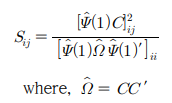 S_{ij} = \frac{[\hat{\Psi}(1)C]^2_{ij}}{[\hat{\Psi}(1)\hat{\Omega}\hat{\Psi}(1)']_{ii}}
where, \hat{\Omega} = CC'